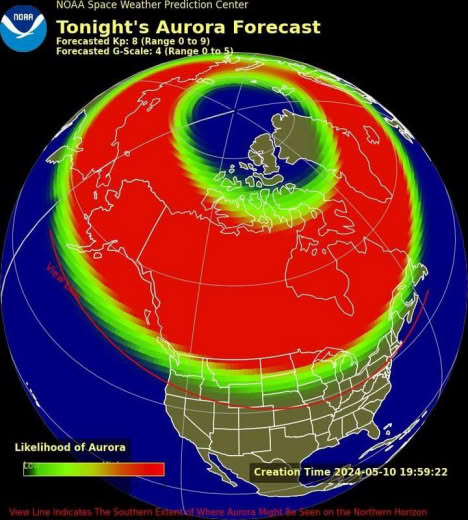 NOAA Space Weather Prediction Center
NOAA
Tonight's Aurora Forecast
Forecasted Kp: 8 (Range 0 to 9)
Forecasted G-Scale: 4 (Range 0 to 5)
View Line
Likelihood of Aurora
Low
Creation Time 2024-05-10 19:59:22
View Line Indicates The Southern Extent of Where Aurora Might Be Seen on the Northern Horizon